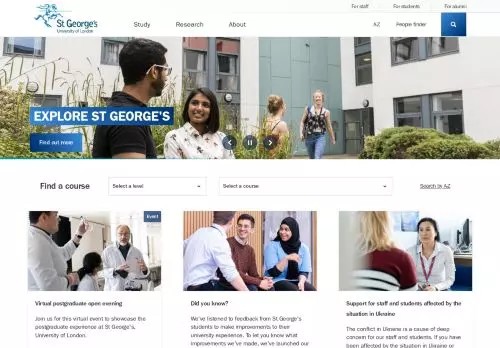 For staff
For students
For alumni
St George's
University of London
Study
Research
About
AZ
People finder
EXPLORE ST GEORGE'S
Find out more
Find a course
Select a level
Select a course
Search by A-Z
Event
Virtual postgraduate open evening
Join us for this virtual event to showcase the
postgraduate experience at St George's,
University of London.
Did you know?
We've listened to feedback from St George's
students to make improvements to their
university experience. To let you know what
improvements we've made, we've launched our
Support for staff and students affected by the
situation in Ukraine
The conflict in Ukraine is a cause of deep
concern for our staff and students. If you have
been affected by the situation in Ukraine or